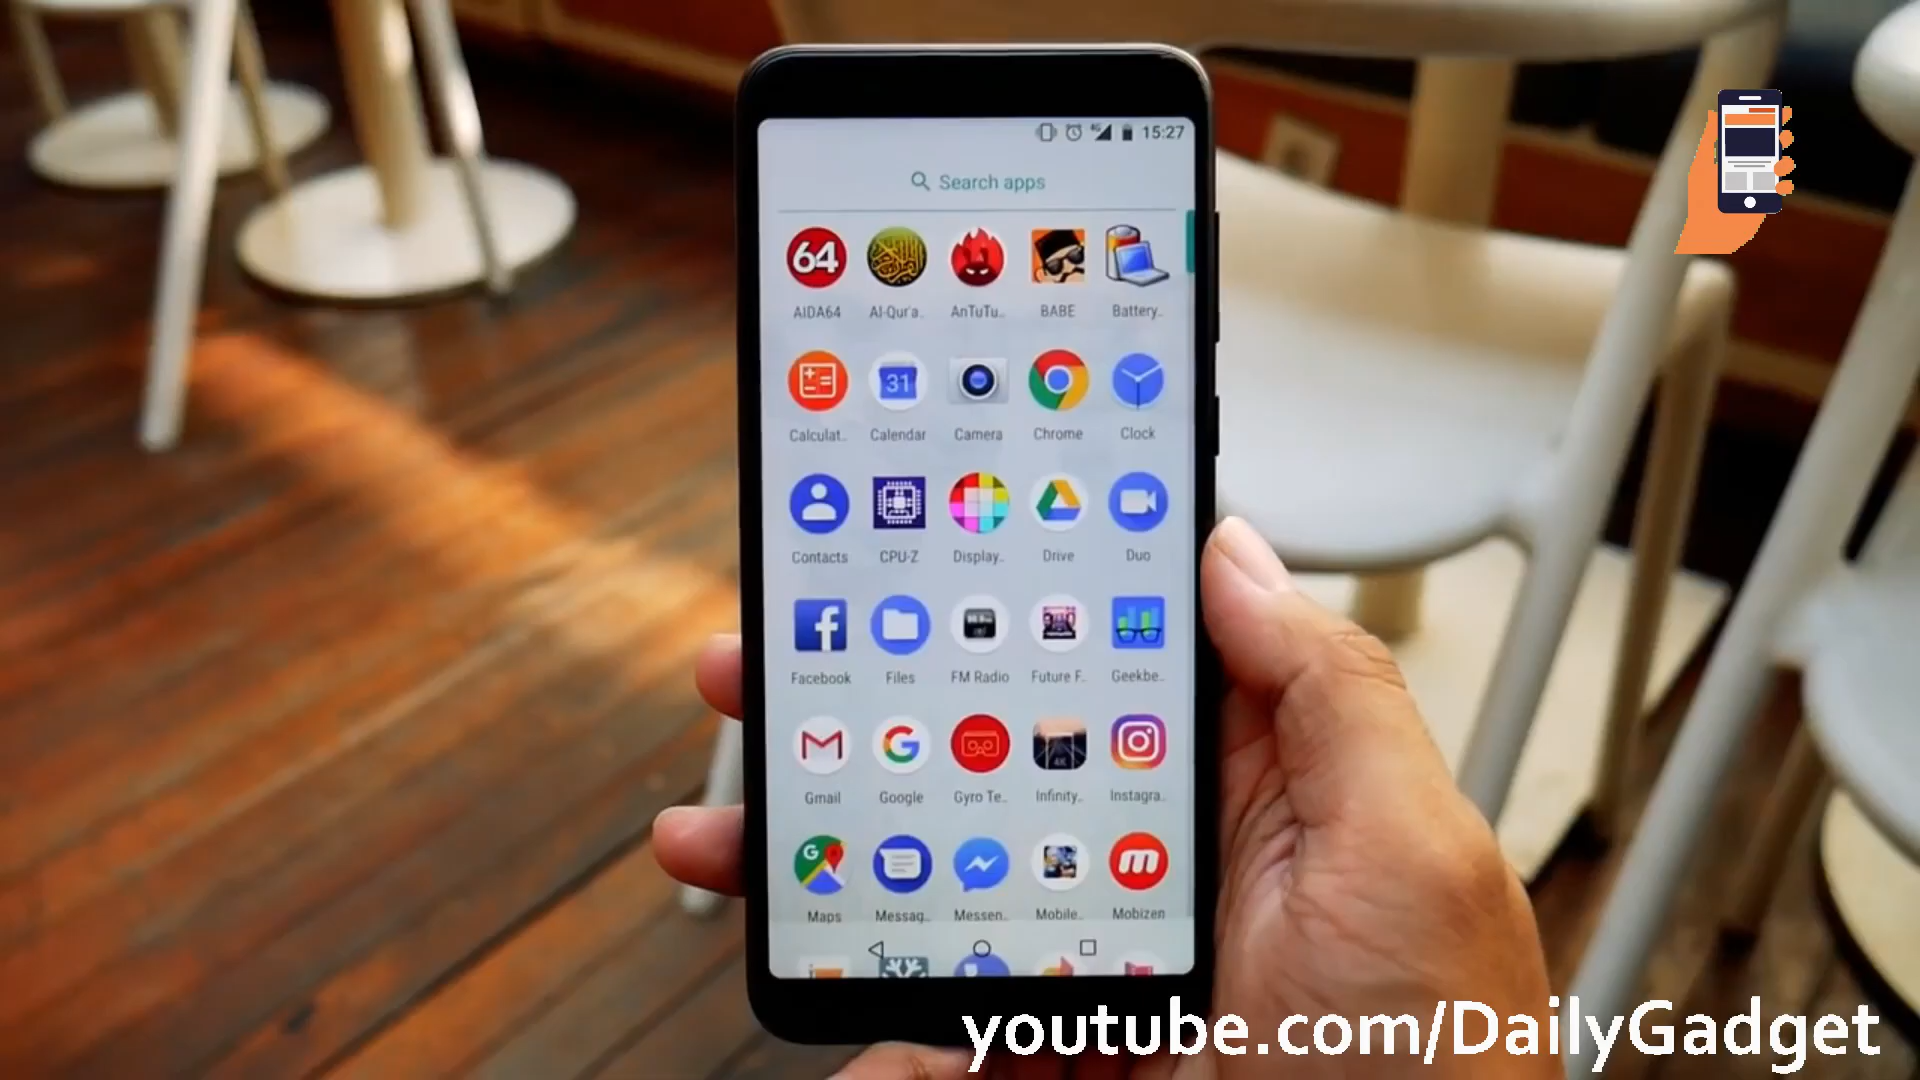 15:27
Search apps
64
AIDA64 Al-Qur'a.. AnTuTu.. BABE Battery..
31
Calculat.. Calendar Camera Chrome Clock
Contacts CPU-Z Display.. Drive Duo
Facebook Files FM Radio Future F.. Geekbe..
4K
Gmail Google Gyro Te.. Infinity.. Instagra..
Maps Messag.. Messen.. Mobile.. Mobizen
youtube.com/DailyGadget